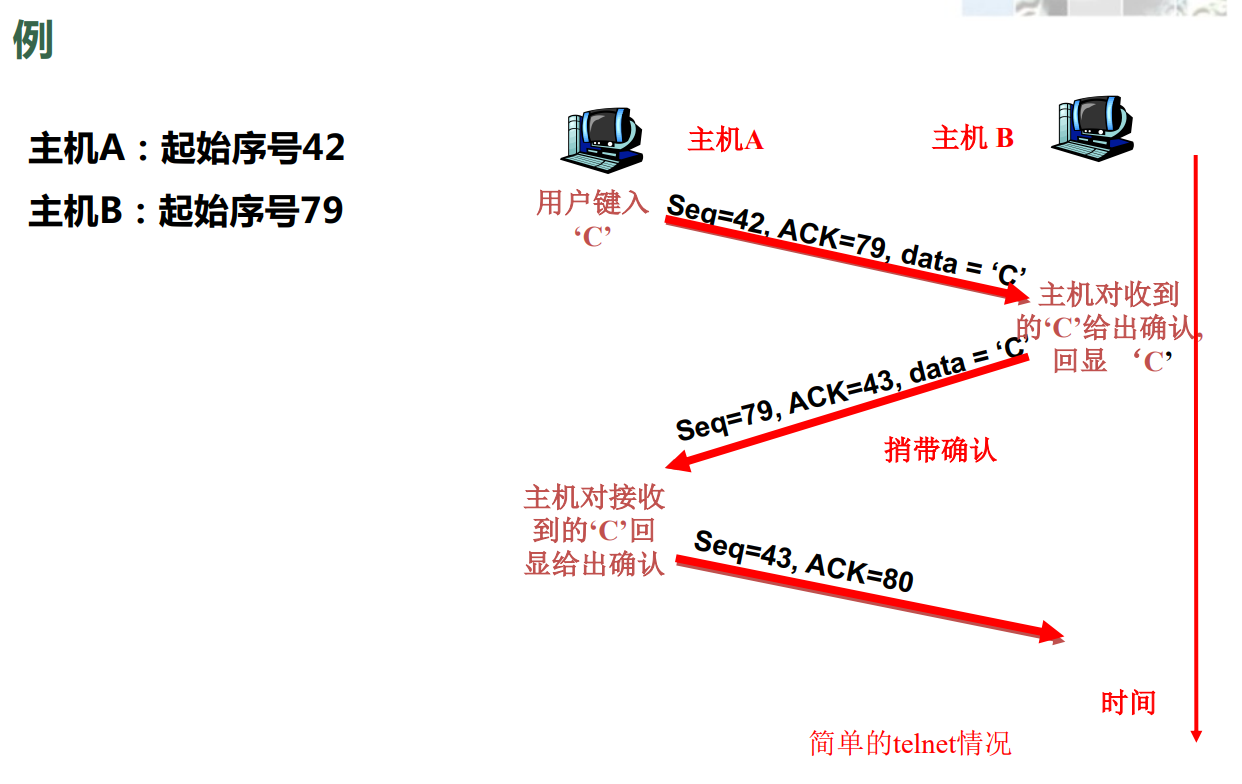 例
主机A：起始序号42
主机B：起始序号79
主机A
主机 B
用户键入
‘C’
Seq=42, ACK=79, data = ‘C’
主机对收到
的‘C’给出确认,
回显 ‘C’
Seq=79, ACK=43, data = ‘C’
捎带确认
主机对接收
到的‘C’回
显给出确认
Seq=43, ACK=80
时间
简单的telnet情况